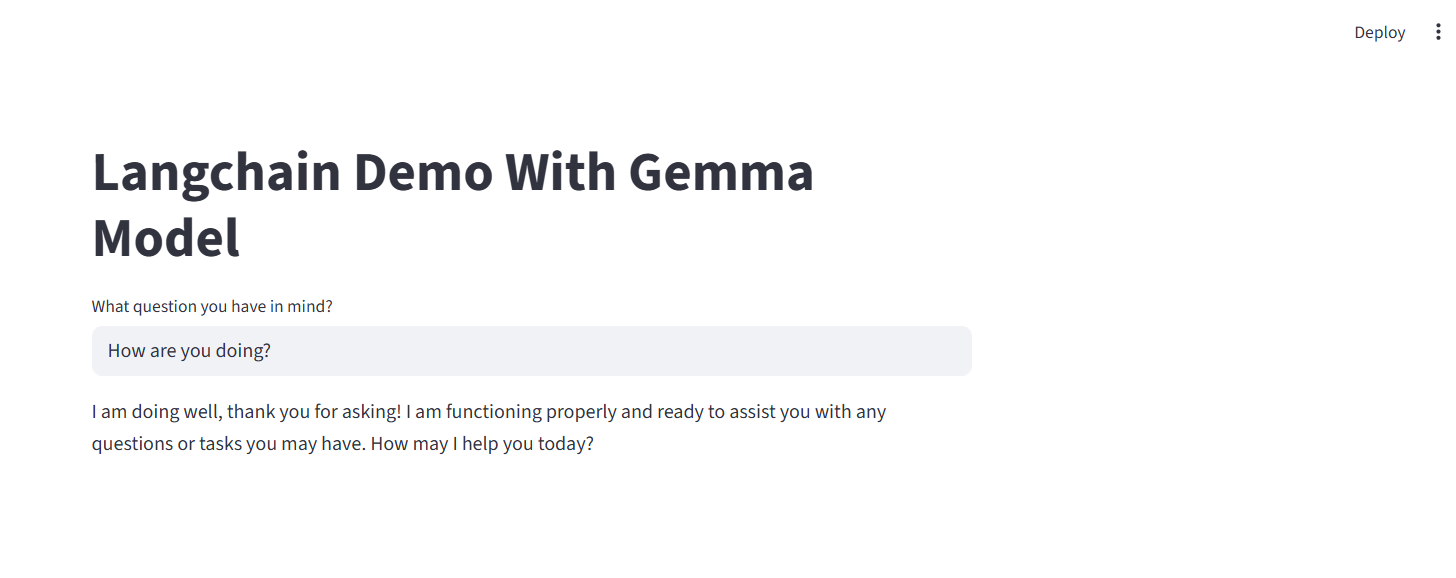 Deploy
Langchain Demo With Gemma
Model
What question you have in mind?
How are you doing?
I am doing well, thank you for asking! I am functioning properly and ready to assist you with any
questions or tasks you may have. How may I help you today?